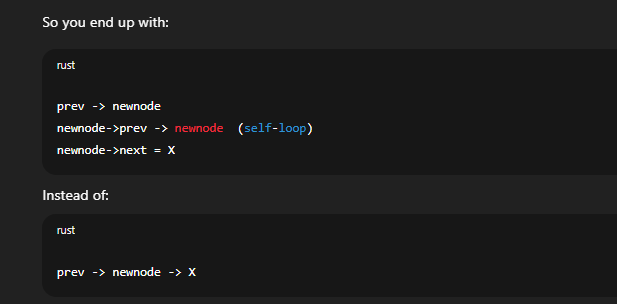 So you end up with:
rust
prev -> newnode
newnode->prev -> newnode (self-loop)
newnode->next = X
Instead of:
rust
prev -> newnode -> X